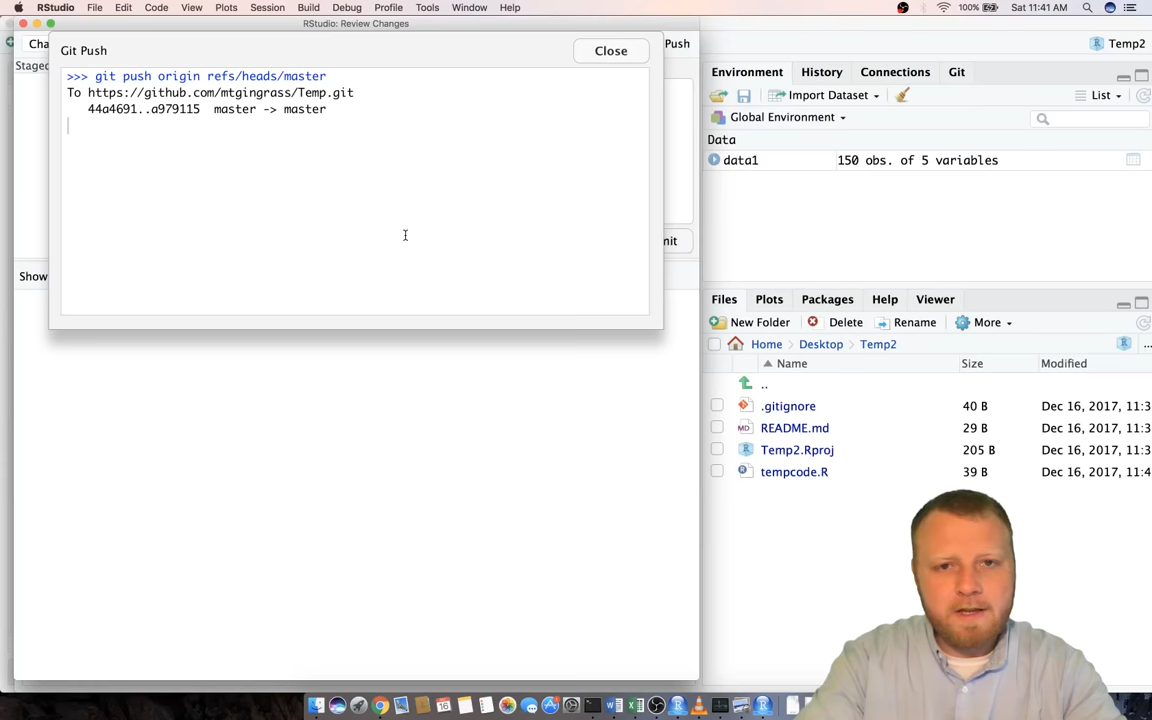 RStudio File Edit Code View Plots Session Build Debug Profile Tools Window Help 100% Sat 11:41 AM
RStudio: Review Changes
Cha Push Temp2
Git Push Close
Staged
>>> git push origin refs/heads/master
To https://github.com/mtgingrass/Temp.git
44a4691..a979115 master -> master
nit
Show
Environment History Connections Git
Import Dataset List
Global Environment
Data
data1 150 obs. of 5 variables
Files Plots Packages Help Viewer
New Folder Delete Rename More
Home Desktop Temp2 ...
Name Size Modified
..
.gitignore 40 B Dec 16, 2017, 11:3
README.md 29 B Dec 16, 2017, 11:3
Temp2.Rproj 205 B Dec 16, 2017, 11:3
tempcode.R 39 B Dec 16, 2017, 11:4